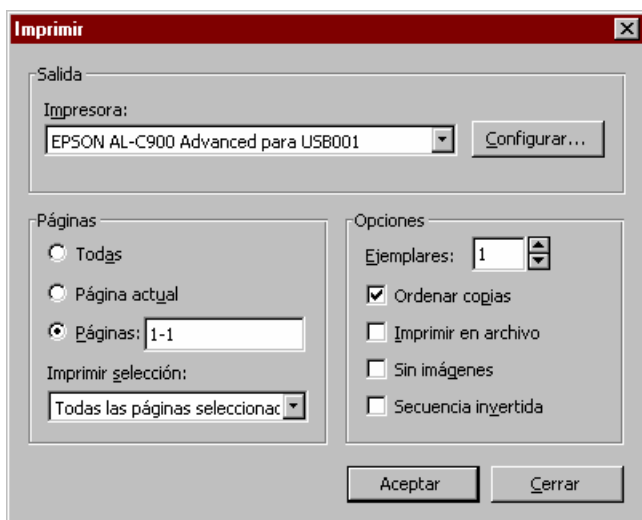 Imprimir
Salida
Impresora:
EPSON AL-C900 Advanced para USB001
Configurar...
Páginas
Todas
Página actual
Páginas: 1-1
Imprimir selección:
Todas las páginas seleccionac
Opciones
Ejemplares: 1
Ordenar copias
Imprimir en archivo
Sin imágenes
Secuencia invertida
Aceptar
Cerrar